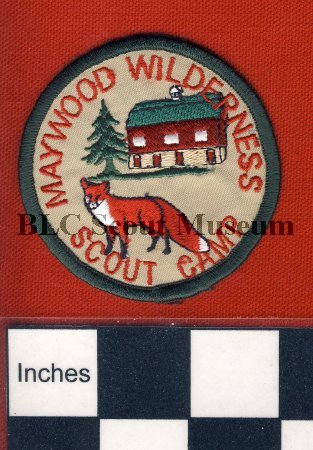 MAYWOOD WILDERNESS
SCOUT CAMP
BLC Scout Museum
Inches